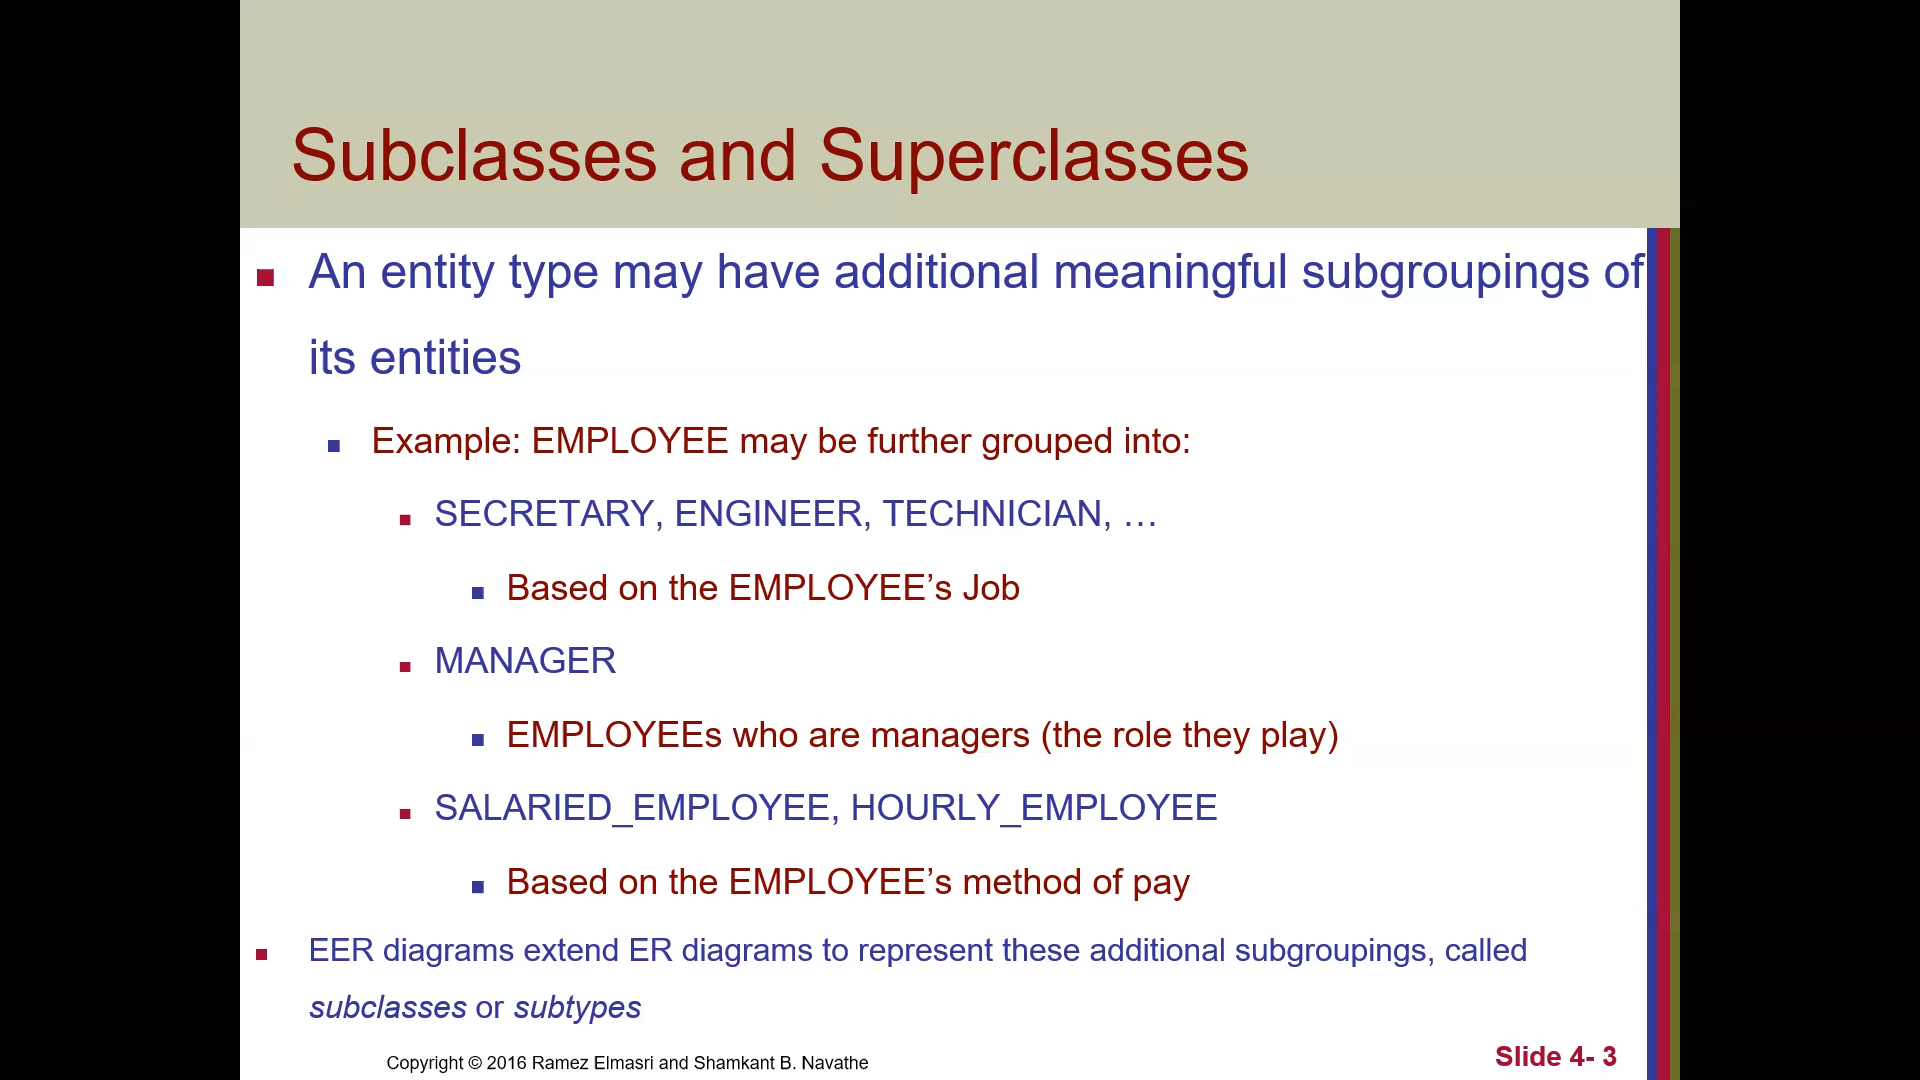 Subclasses and Superclasses
An entity type may have additional meaningful subgroupings of
its entities
Example: EMPLOYEE may be further grouped into:
SECRETARY, ENGINEER, TECHNICIAN, …
Based on the EMPLOYEE’s Job
MANAGER
EMPLOYEEs who are managers (the role they play)
SALARIED_EMPLOYEE, HOURLY_EMPLOYEE
Based on the EMPLOYEE’s method of pay
EER diagrams extend ER diagrams to represent these additional subgroupings, called
subclasses or subtypes
Copyright © 2016 Ramez Elmasri and Shamkant B. Navathe
Slide 4- 3